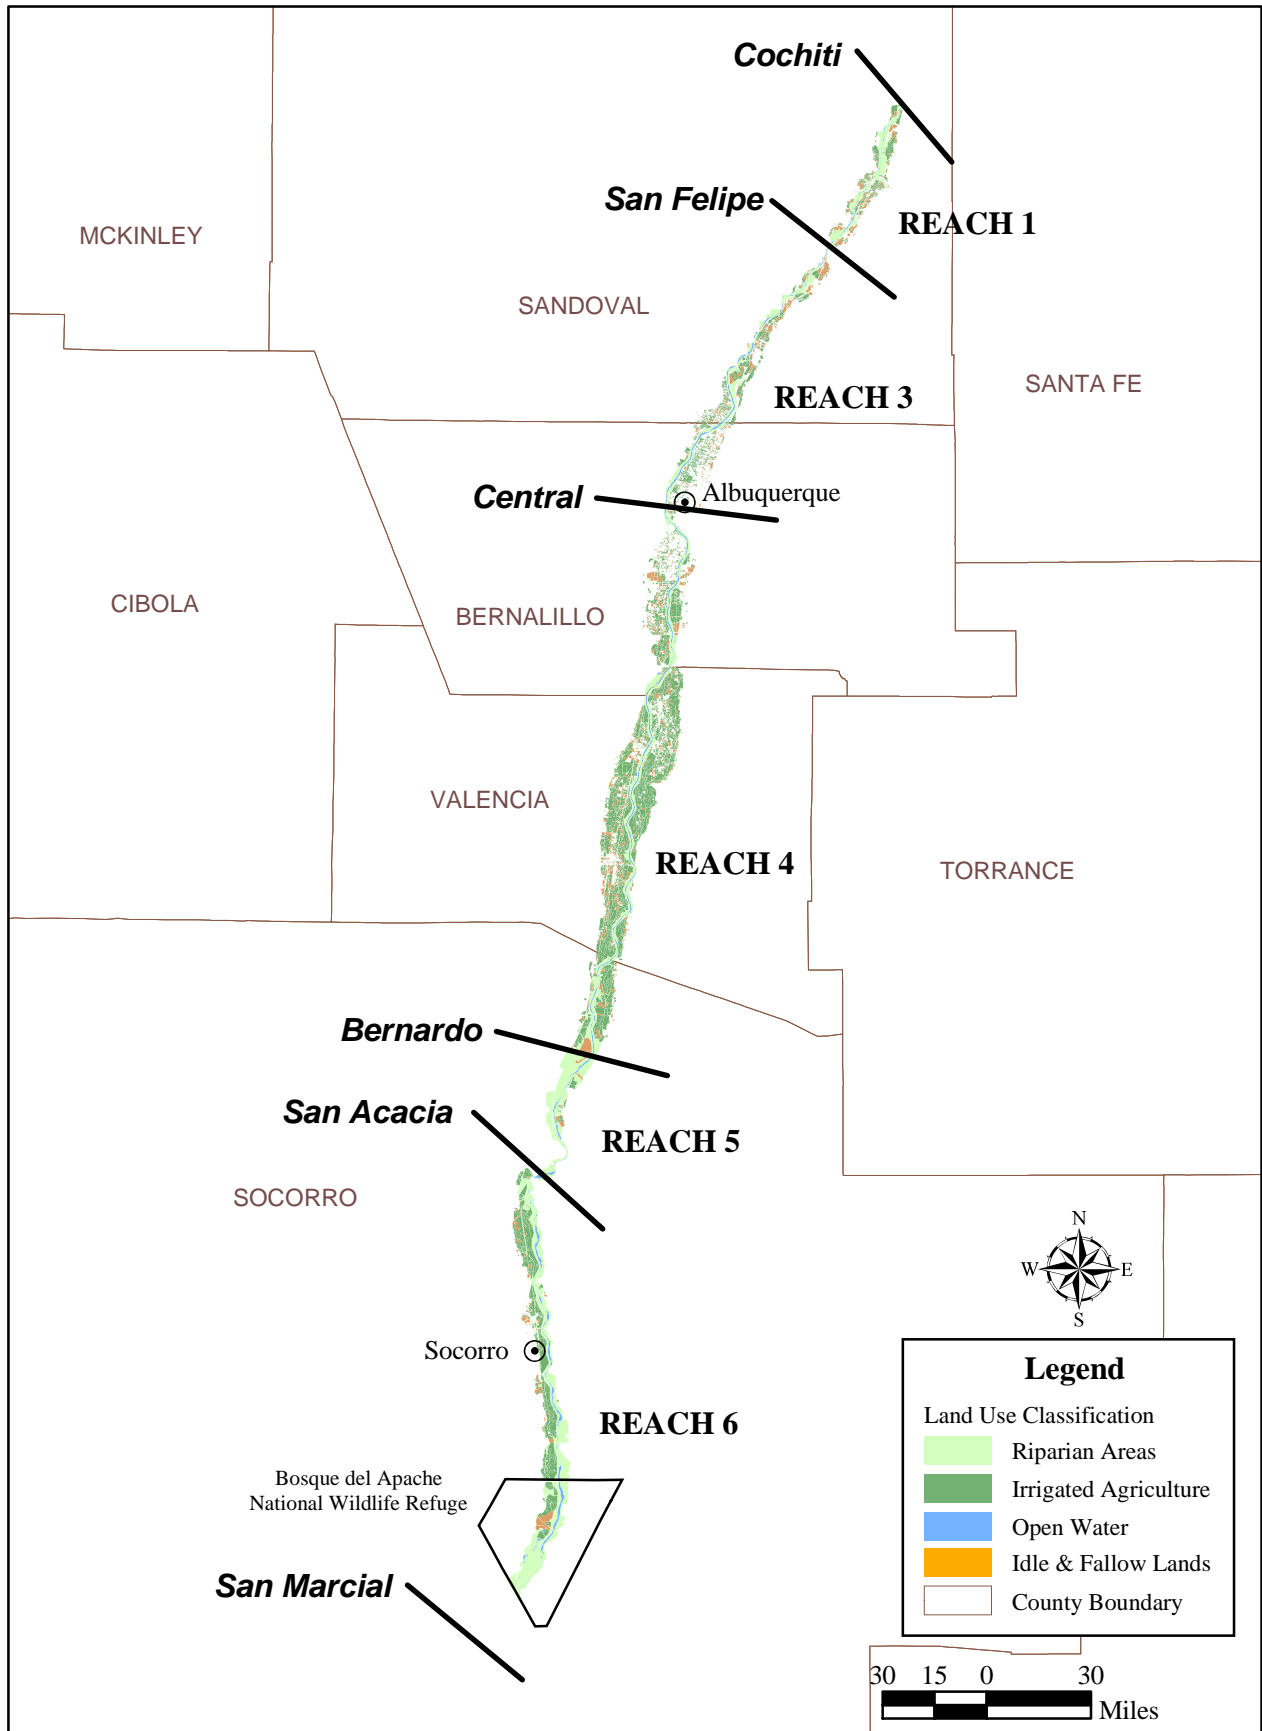 Cochiti
San Felipe
REACH 1
MCKINLEY
SANDOVAL
SANTA FE
REACH 3
Central
Albuquerque
CIBOLA
BERNALILLO
VALENCIA
REACH 4
TORRANCE
Bernardo
San Acacia
REACH 5
SOCORRO
N
W
E
S
Socorro
REACH 6
Bosque del Apache
National Wildlife Refuge
San Marcial
Legend
Land Use Classification
Riparian Areas
Irrigated Agriculture
Open Water
Idle & Fallow Lands
County Boundary
30 15 0 30
Miles